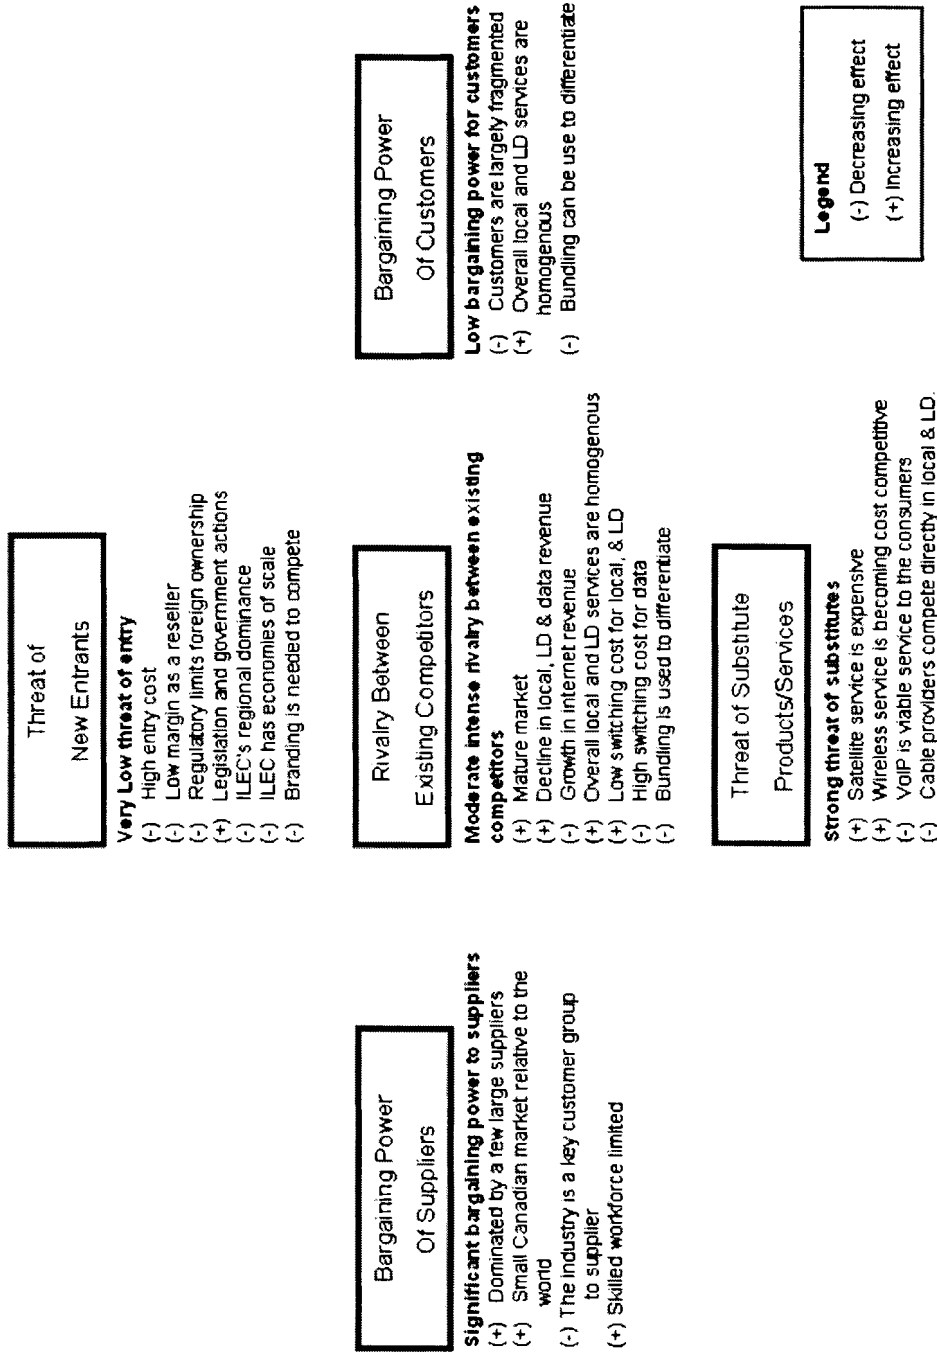 Threat of
New Entrants
Very Low threat of entry
(-) High entry cost
(-) Low margin as a reseller
(-) Regulatory limits foreign ownership
(+) Legislation and government actions
(-) ILEC's regional dominance
(-) ILEC has economies of scale
(-) Branding is needed to compete
Bargaining Power
Of Suppliers
Significant bargaining power to suppliers
(+) Dominated by a few large suppliers
(+) Small Canadian market relative to the
world
(-) The industry is a key customer group
to supplier
(+) Skilled workforce limited
Rivalry Between
Existing Competitors
Moderate intense rivalry between existing
competitors
(+) Mature market
(+) Decline in local, LD & data revenue
(-) Growth in internet revenue
(+) Overall local and LD services are homogenous
(+) Low switching cost for local, & LD
(-) High switching cost for data
(-) Bundling is used to differentiate
Bargaining Power
Of Customers
Low bargaining power for customers
(-) Customers are largely fragmented
(+) Overall local and LD services are
homogenous
(-) Bundling can be use to differentiate
Threat of Substitute
Products/Services
Strong threat of substitutes
(+) Satellite service is expensive
(+) Wireless service is becoming cost competitive
(-) VoIP is viable service to the consumers
(-) Cable providers compete directly in local & LD.
Legend
(-) Decreasing effect
(+) Increasing effect